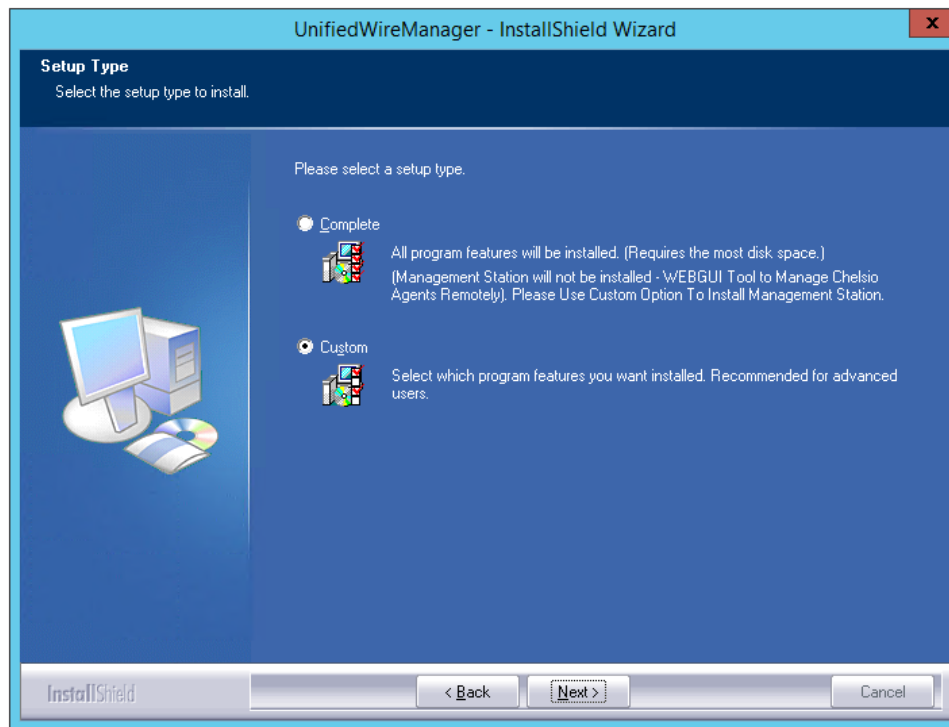 UnifiedWireManager - InstallShield Wizard
x
Setup Type
Select the setup type to install.
Please select a setup type.
Complete
All program features will be installed. (Requires the most disk space.)
(Management Station will not be installed - WEBGUI Tool to Manage Chelsio
Agents Remotely). Please Use Custom Option To Install Management Station.
Custom
Select which program features you want installed. Recommended for advanced
users.
InstallShield
< Back
Next >
Cancel